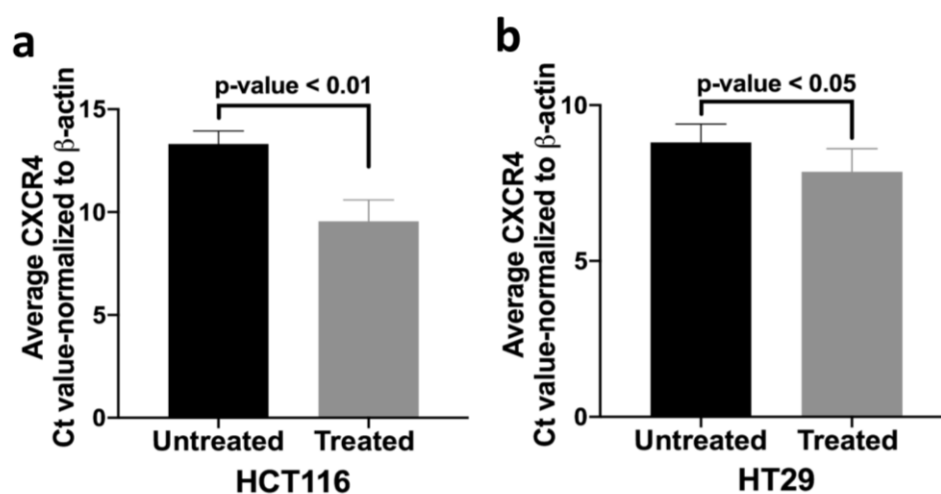 a
p-value < 0.01
15
10
5
0
Average CXCR4
Ct value-normalized to β-actin
Untreated
Treated
HCT116
b
p-value < 0.05
10
5
0
Average CXCR4
Ct value-normalized to β-actin
Untreated
Treated
HT29